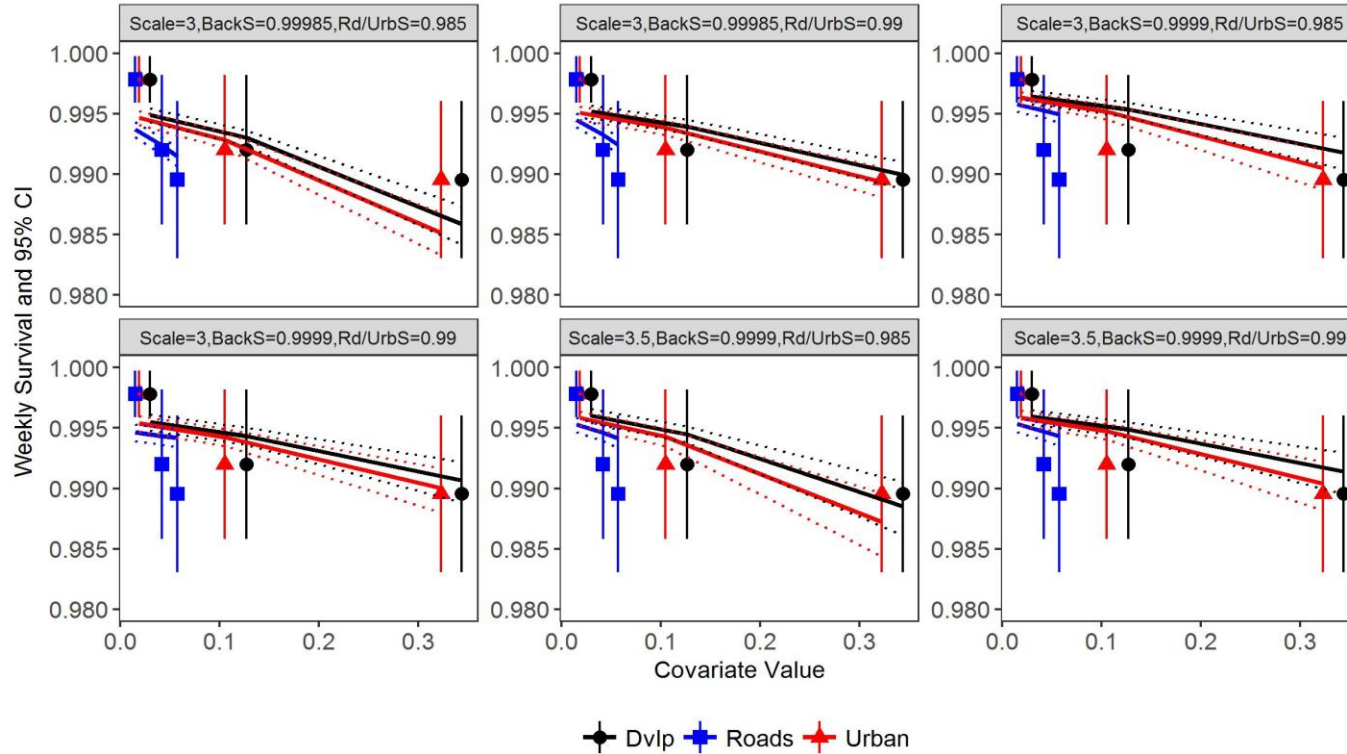 Scale=3,BackS=0.99985,Rd/UrbS=0.985
Scale=3,BackS=0.99985,Rd/UrbS=0.99
Scale=3,BackS=0.9999,Rd/UrbS=0.985
1.000
0.995
0.990
0.985
0.980
1.000
0.995
0.990
0.985
0.980
1.000
0.995
0.990
0.985
0.980
Weekly Survival and 95% CI
Scale=3,BackS=0.9999,Rd/UrbS=0.99
Scale=3.5,BackS=0.9999,Rd/UrbS=0.985
Scale=3.5,BackS=0.9999,Rd/UrbS=0.99
1.000
0.995
0.990
0.985
0.980
1.000
0.995
0.990
0.985
0.980
1.000
0.995
0.990
0.985
0.980
0.0 0.1 0.2 0.3
0.0 0.1 0.2 0.3
0.0 0.1 0.2 0.3
Covariate Value
Dvlp Roads Urban